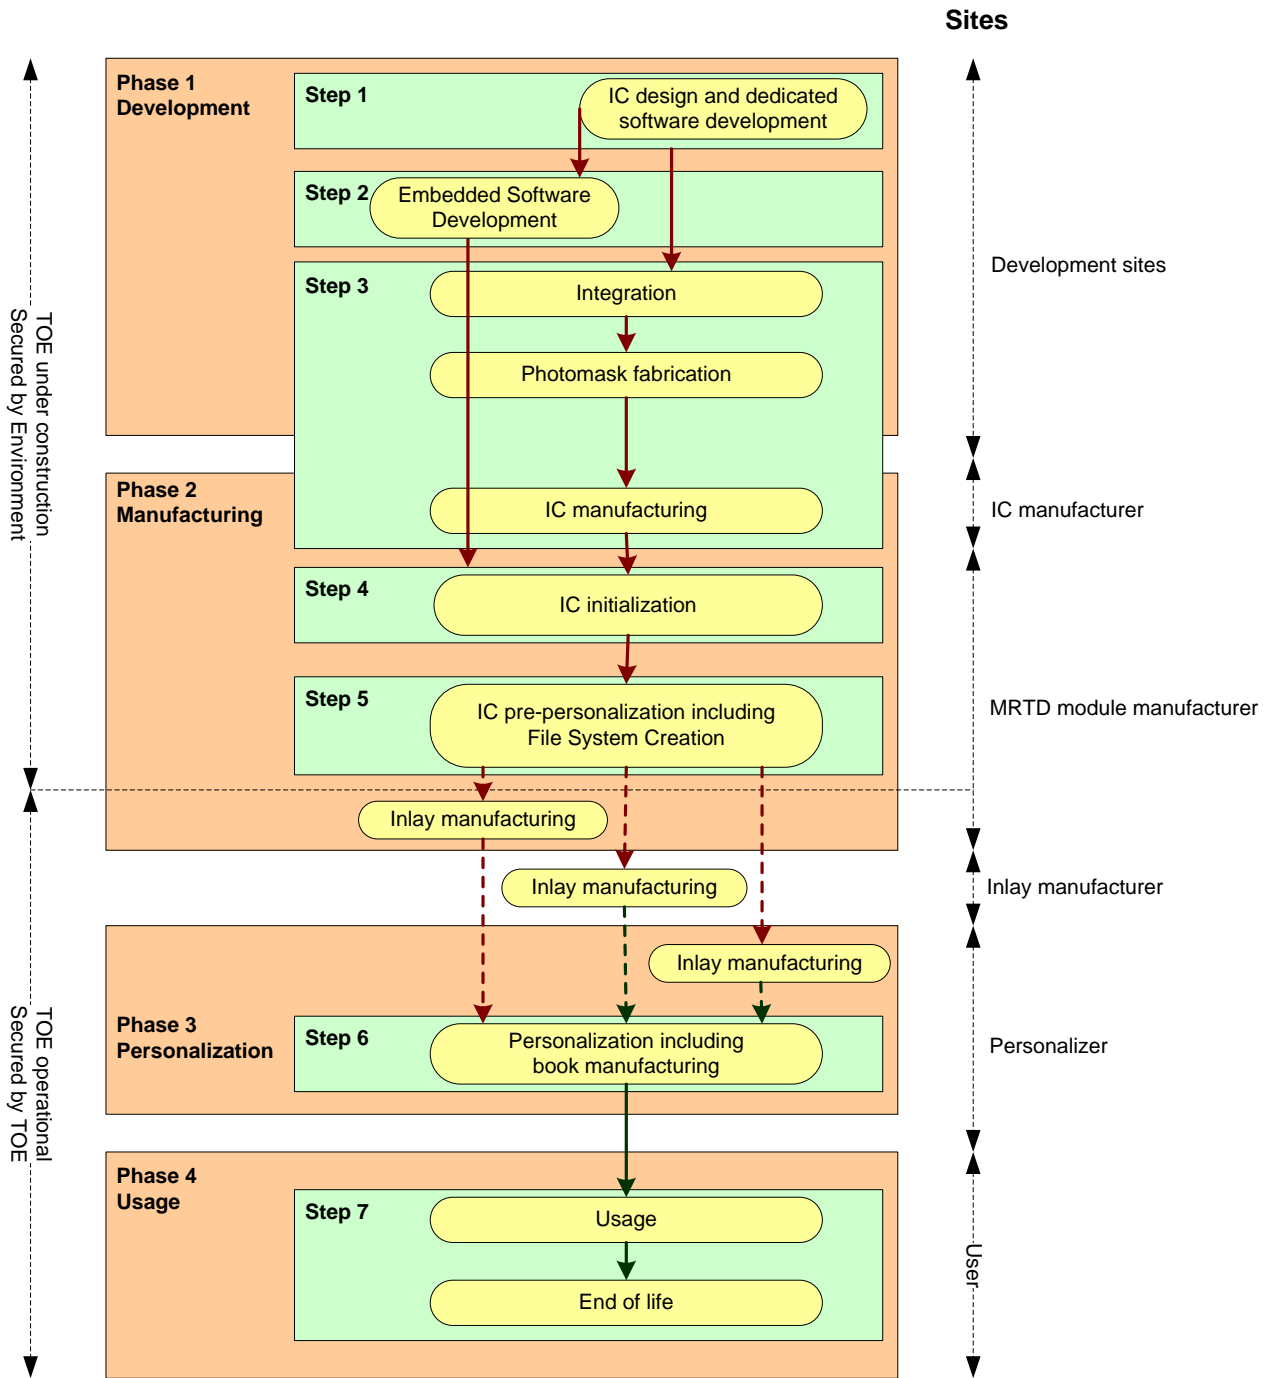 Sites
Phase 1
Development
Step 1
IC design and dedicated
software development
Step 2
Embedded Software
Development
Step 3
Integration
Photomask fabrication
Development sites
TOE under construction
Secured by Environment
Phase 2
Manufacturing
IC manufacturing
IC manufacturer
Step 4
IC initialization
Step 5
IC pre-personalization including
File System Creation
MRTD module manufacturer
Inlay manufacturing
Inlay manufacturing
Inlay manufacturer
Inlay manufacturing
TOE operational
Secured by TOE
Phase 3
Personalization
Step 6
Personalization including
book manufacturing
Personalizer
Phase 4
Usage
Step 7
Usage
End of life
User